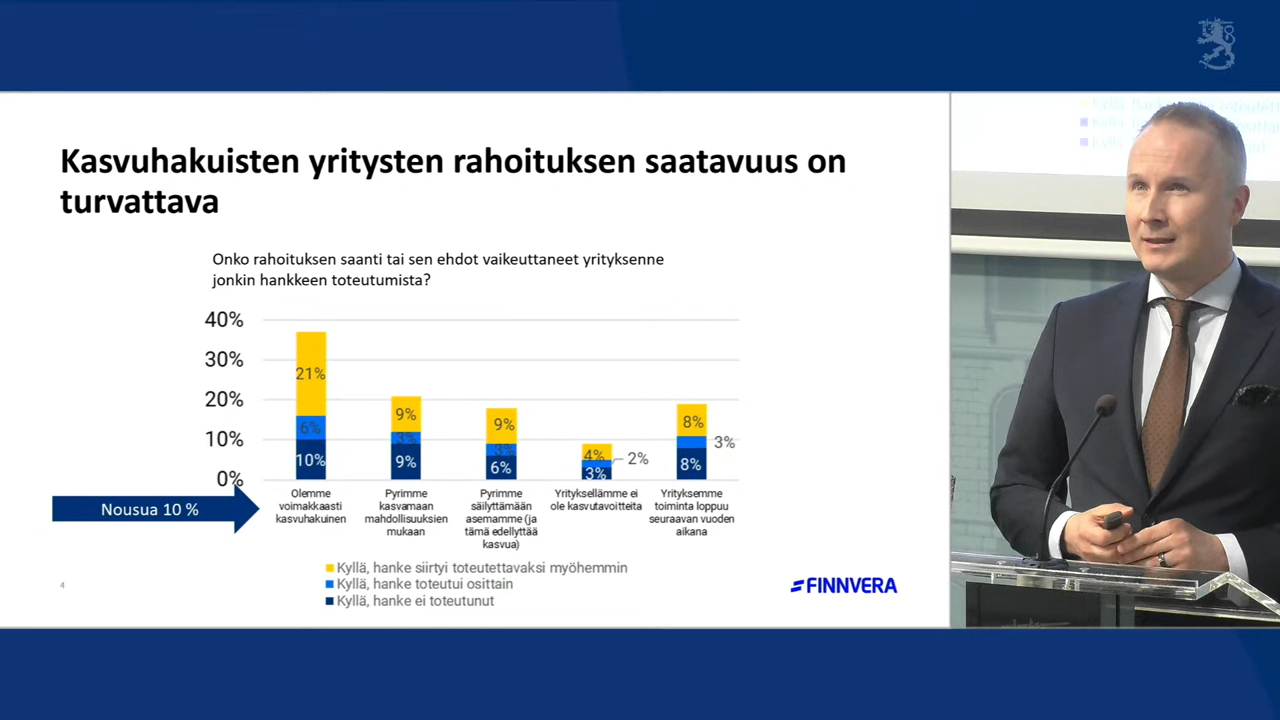 Kasvuhakuisten yritysten rahoituksen saatavuus on
turvattava
Onko rahoituksen saanti tai sen ehdot vaikeuttaneet yrityksenne
jonkin hankkeen toteutumista?
40%
30%
20%
10%
0%
21%
6%
10%
9%
3%
9%
9%
3%
6%
4%
2%
3%
8%
3%
8%
Olemme
voimakkaasti
kasvuhakuinen
Pyrimme
kasvamaan
mahdollisuuksien
mukaan
Pyrimme
säilyttämään
asemamme (ja
tämä edellyttää
kasvua)
Yrityksellämme ei
ole kasvutavoitteita
Yrityksemme
toiminta loppuu
seuraavan vuoden
aikana
Nousua 10 %
Kyllä, hanke siirtyi toteutettavaksi myöhemmin
Kyllä, hanke toteutui osittain
Kyllä, hanke ei toteutunut
4
FINNVERA